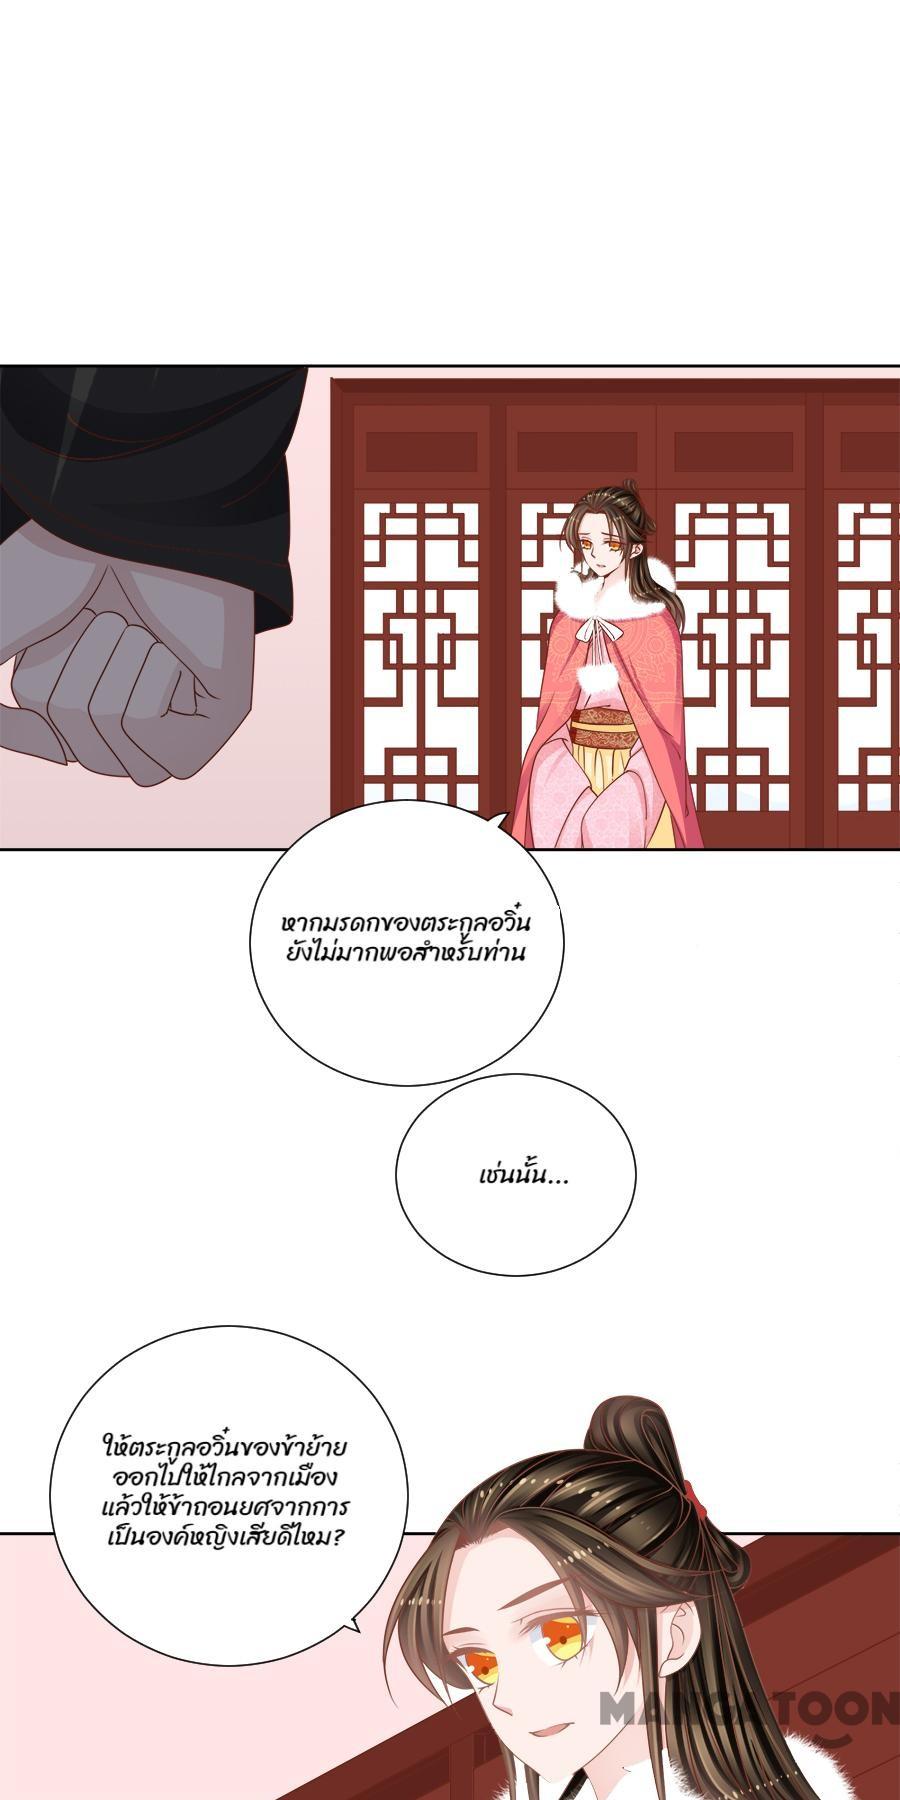 หากมรดกของตระกูลอวิ๋น
ยังไม่มากพอสำหรับท่าน
เช่นนั้น...
ให้ตระกูลอวิ๋นของข้าย้าย
ออกไปให้ไกลจากเมือง
แล้วให้ข้าถอนยศจากการ
เป็นองค์หญิงเสียดีไหม?
MANGATOON